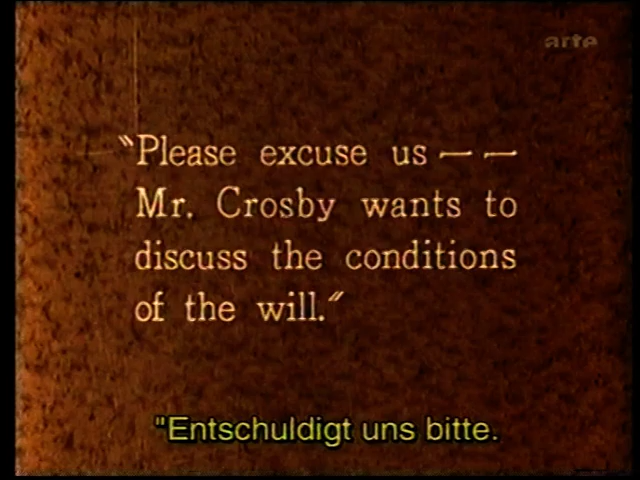 arte
"Please excuse us — —
Mr. Crosby wants to
discuss the conditions
of the will."
"Entschuldigt uns bitte.